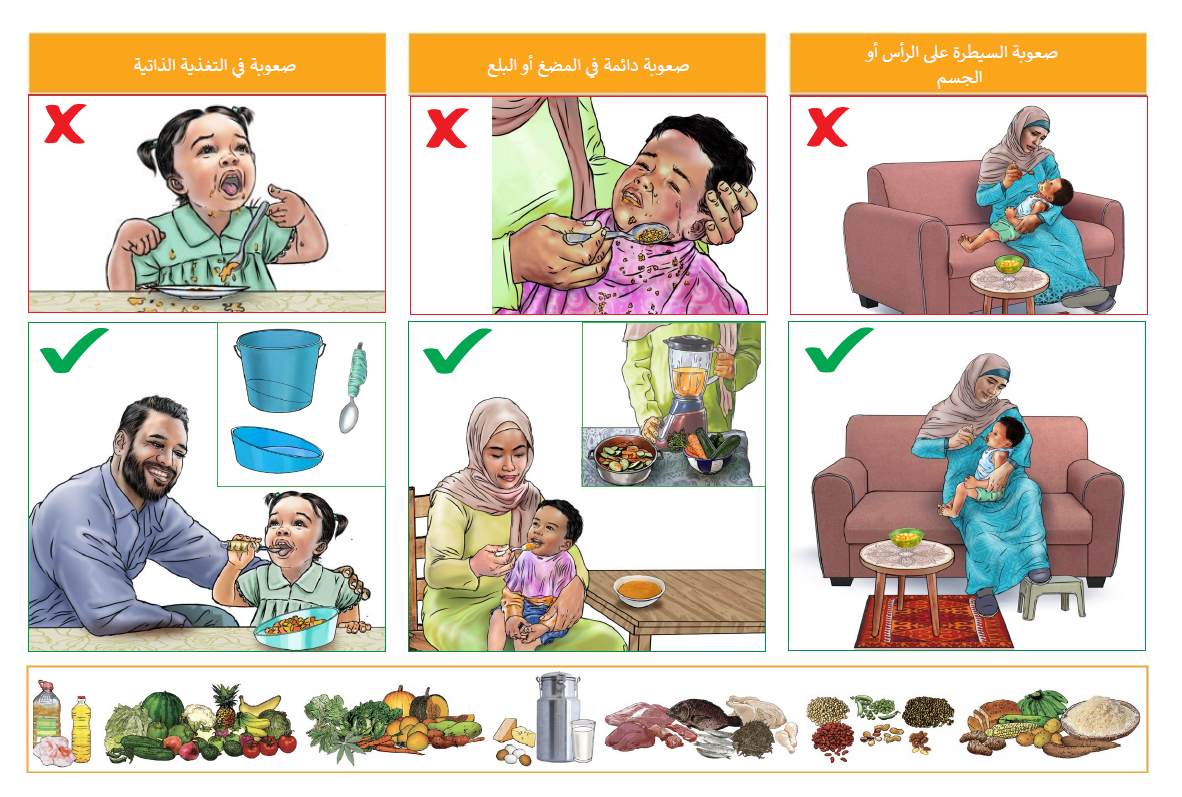 صعوبة السيطرة على الرأس أو
الجسم
صعوبة دائمة في المضغ أو البلع
صعوبة في التغذية الذاتية